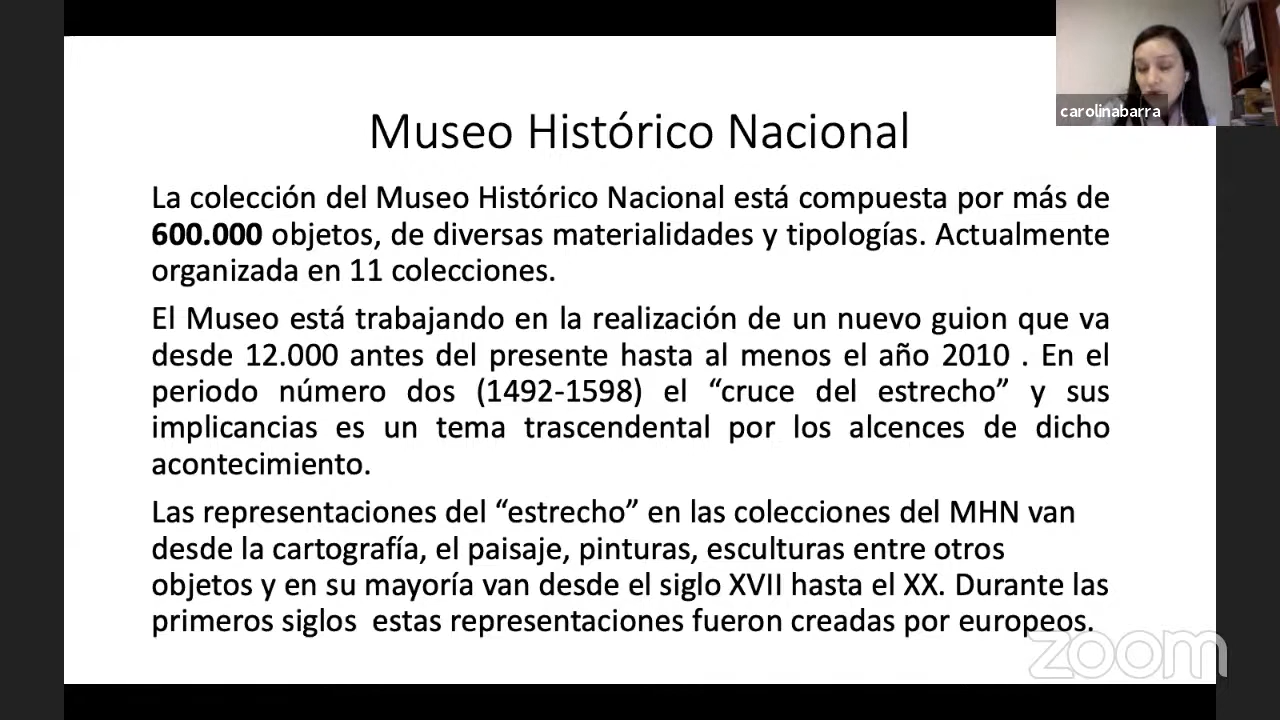 carolinabarra
Museo Histórico Nacional
La colección del Museo Histórico Nacional está compuesta por más de
600.000 objetos, de diversas materialidades y tipologías. Actualmente
organizada en 11 colecciones.
El Museo está trabajando en la realización de un nuevo guion que va
desde 12.000 antes del presente hasta al menos el año 2010 . En el
periodo número dos (1492-1598) el “cruce del estrecho” y sus
implicancias es un tema trascendental por los alcences de dicho
acontecimiento.
Las representaciones del “estrecho” en las colecciones del MHN van
desde la cartografía, el paisaje, pinturas, esculturas entre otros
objetos y en su mayoría van desde el siglo XVII hasta el XX. Durante las
primeros siglos estas representaciones fueron creadas por europeos.
zoom